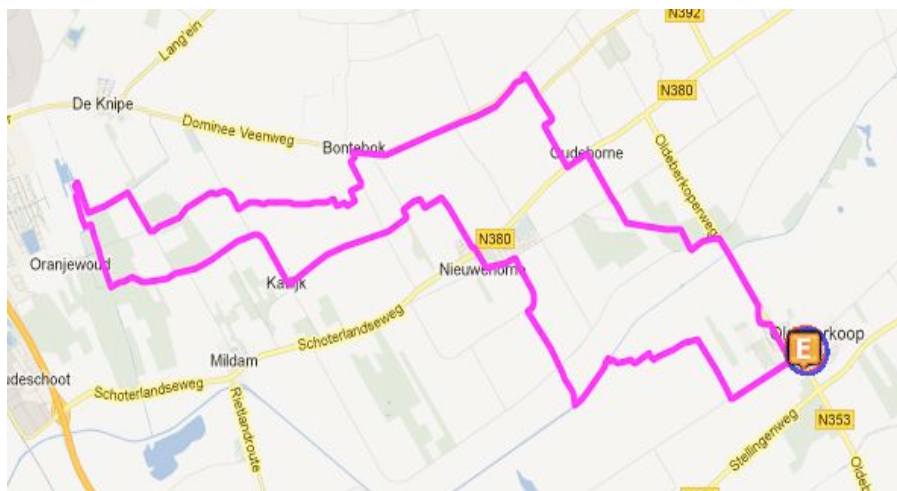 N392
Lang'ein
De Knipe
N380
Dominee Veenweg
Bontebok
Oudehorne
Oldeberkoperweg
N380
Oranjewoud
Nieuwehorne
Katlijk
Schoterlandseweg
Mildam
E
udeschoot
Schoterlandseweg
Rietlandroute
N353
Stellingenweg